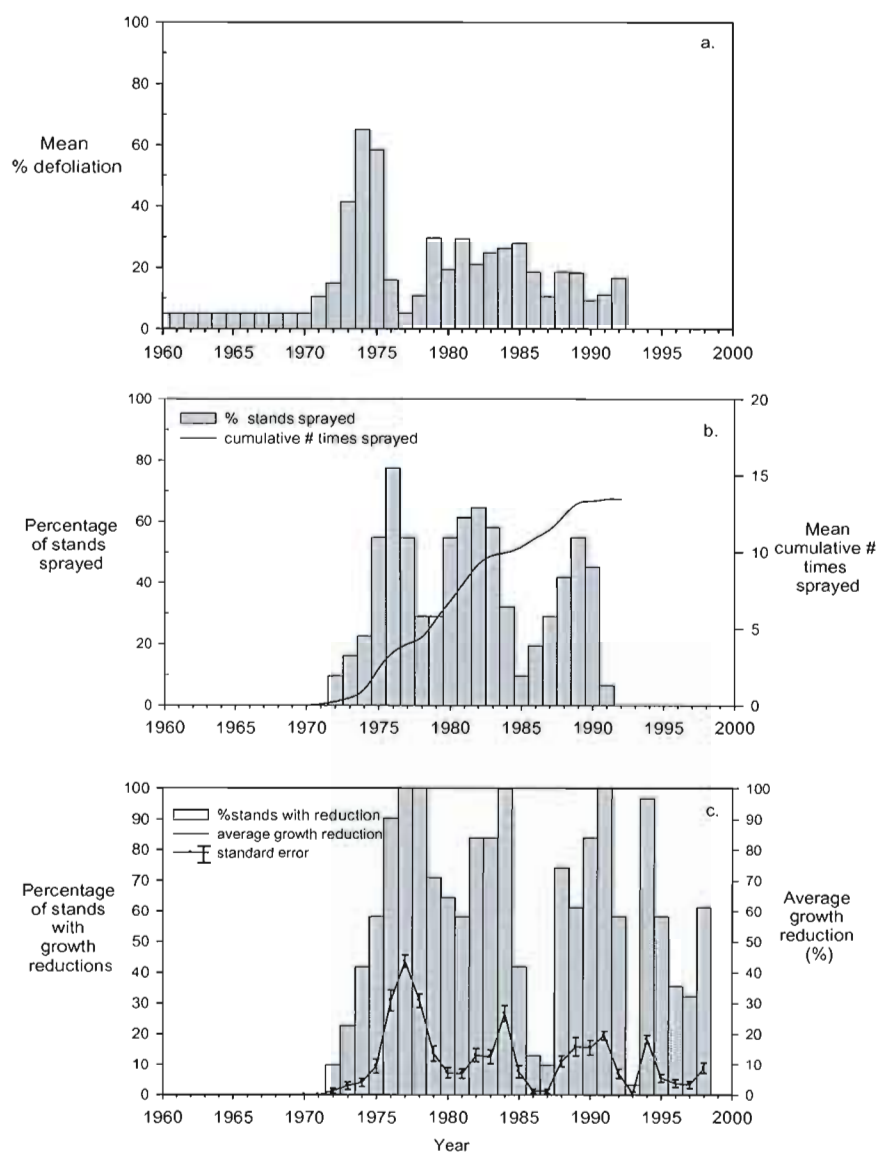 a.
100
80
60
40
20
0
Mean
% defoliation
1960 1965 1970 1975 1980 1985 1990 1995 2000
b.
% stands sprayed
cumulative # times sprayed
100
80
60
40
20
0
Percentage
of stands
sprayed
20
15
10
5
0
Mean
cumulative #
times
sprayed
1960 1965 1970 1975 1980 1985 1990 1995 2000
c.
%stands with reduction
average growth reduction
standard error
100
90
80
70
60
50
40
30
20
10
0
Percentage
of stands
with
growth
reductions
100
90
80
70
60
50
40
30
20
10
0
Average
growth
reduction
(%)
1960 1965 1970 1975 1980 1985 1990 1995 2000
Year